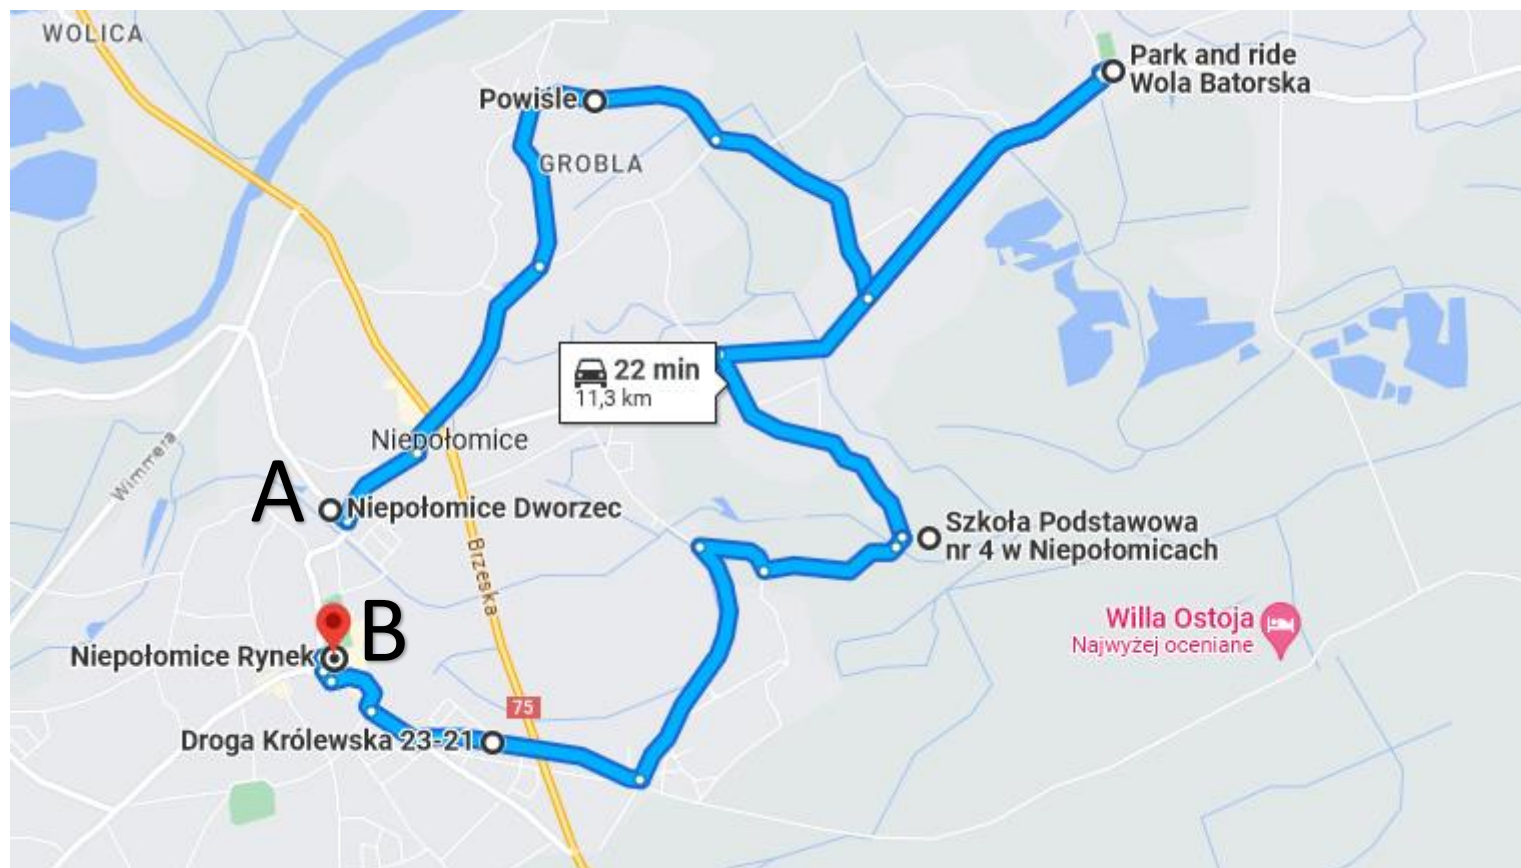 WOLICA
Park and ride
Wola Batorska
Powiśle
GROBLA
22 min
11,3 km
Niepołomice
Wimmera
A
Niepołomice Dworzec
Szkoła Podstawowa
nr 4 w Niepołomicach
Brzeska
B
Willa Ostoja
Najwyżej oceniane
Niepołomice Rynek
75
Droga Królewska 23-21